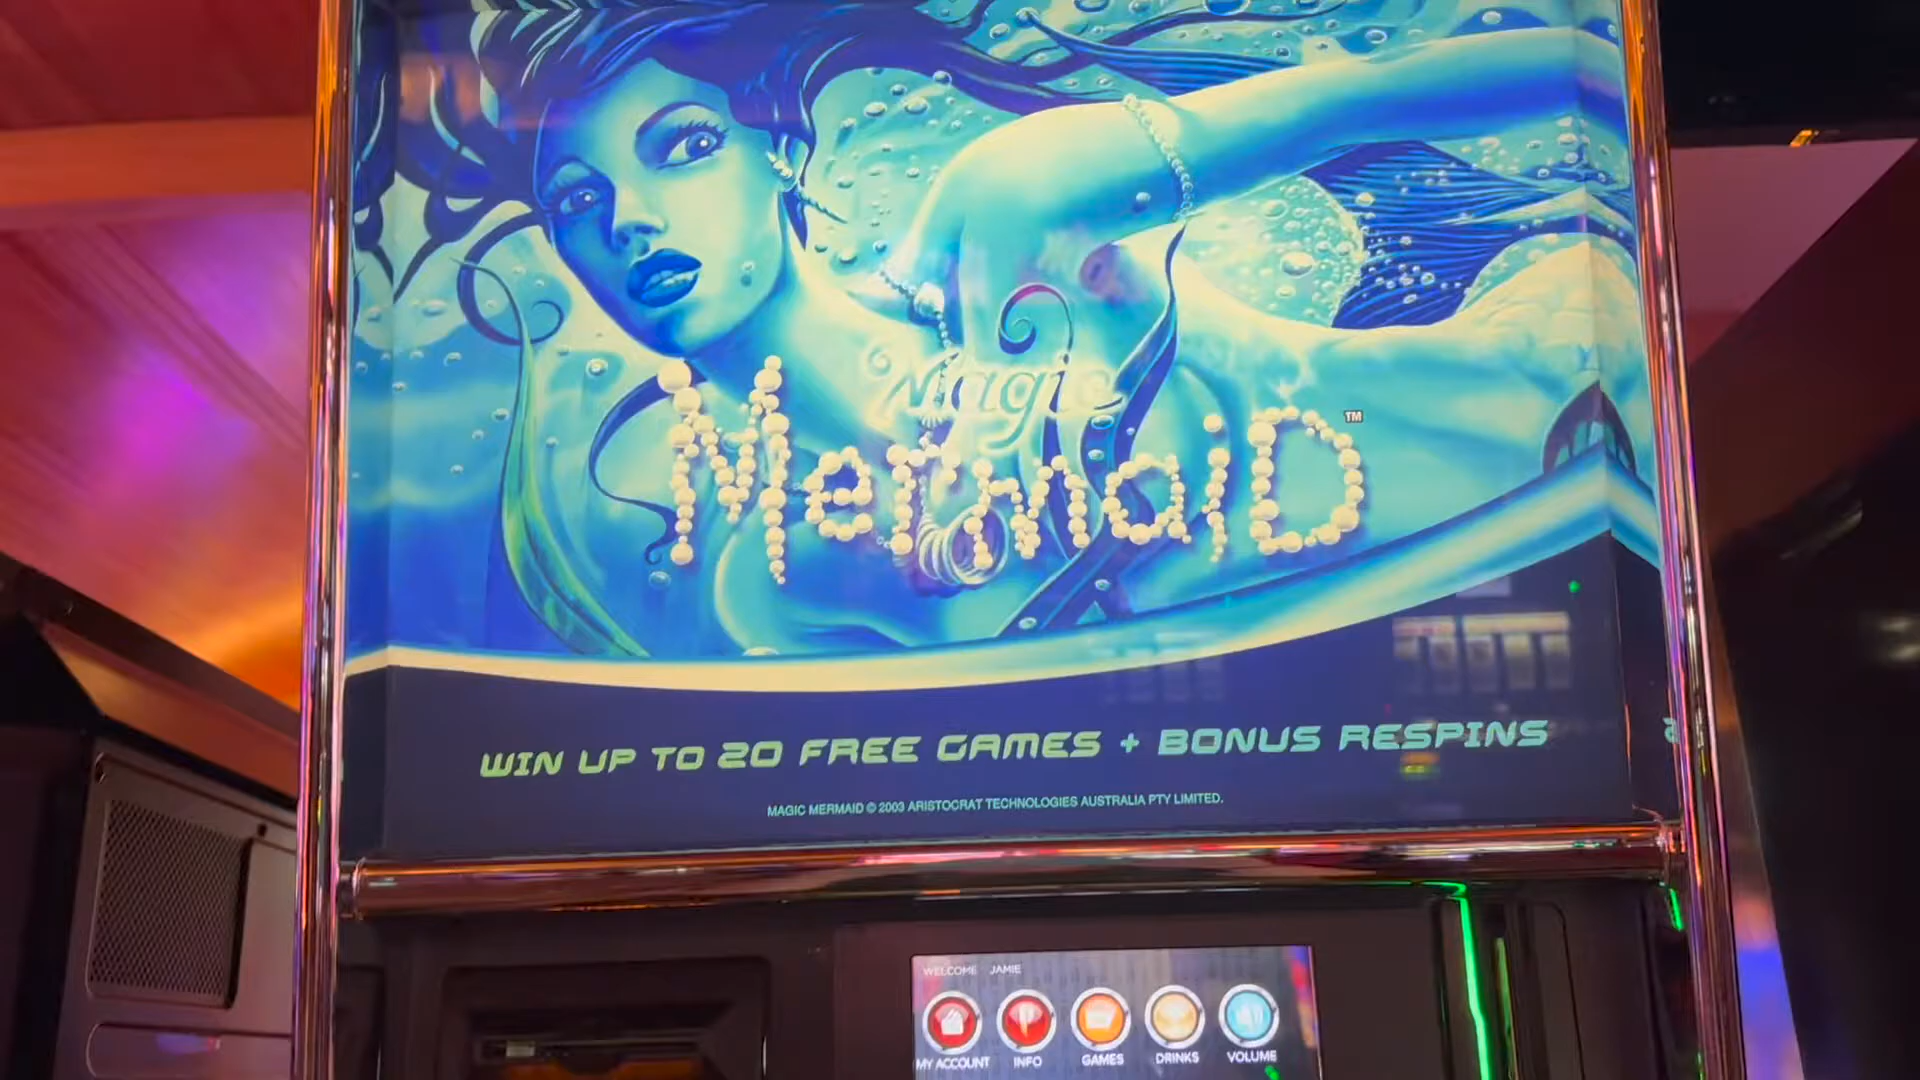 Magic
MermaiD™
WIN UP TO 20 FREE GAMES + BONUS RESPINS
MAGIC MERMAID © 2003 ARISTOCRAT TECHNOLOGIES AUSTRALIA PTY LIMITED.
WELCOME JAMIE
MY ACCOUNT INFO GAMES DRINKS VOLUME